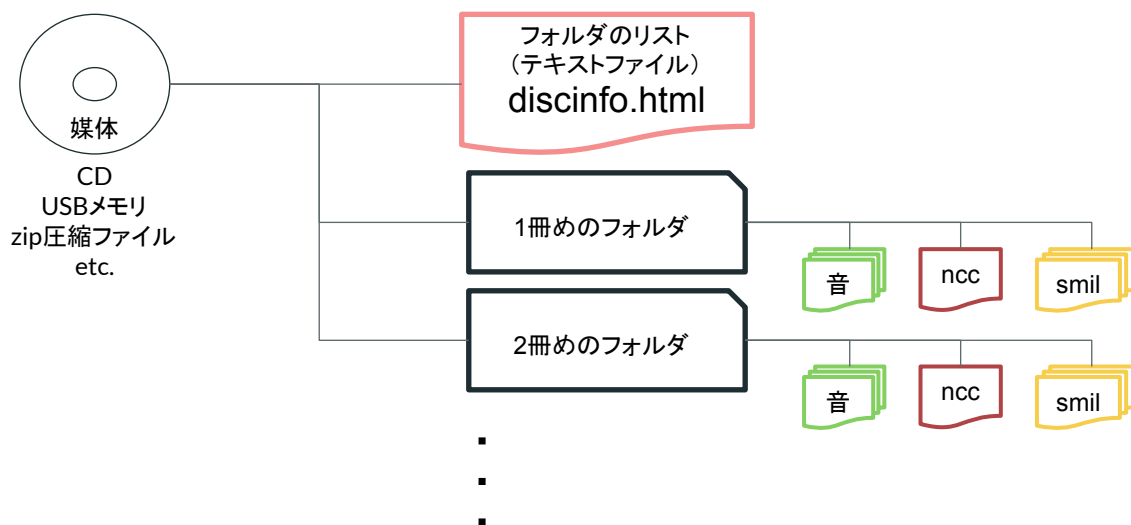 フォルダのリスト
（テキストファイル）
discinfo.html
媒体
CD
USBメモリ
zip圧縮ファイル
etc.
1冊めのフォルダ
音
ncc
smil
2冊めのフォルダ
音
ncc
smil